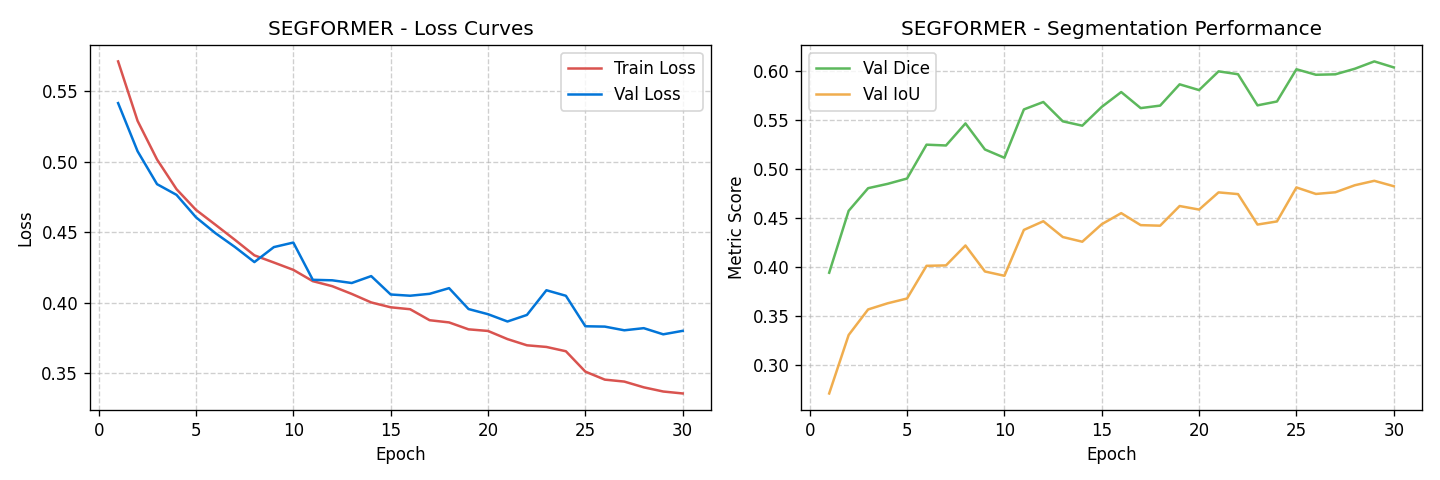 SEGFORMER - Loss Curves
Train Loss
Val Loss
0.55
0.50
0.45
0.40
0.35
Loss
0
5
10
15
20
25
30
Epoch
SEGFORMER - Segmentation Performance
Val Dice
Val IoU
0.60
0.55
0.50
0.45
0.40
0.35
0.30
Metric Score
0
5
10
15
20
25
30
Epoch